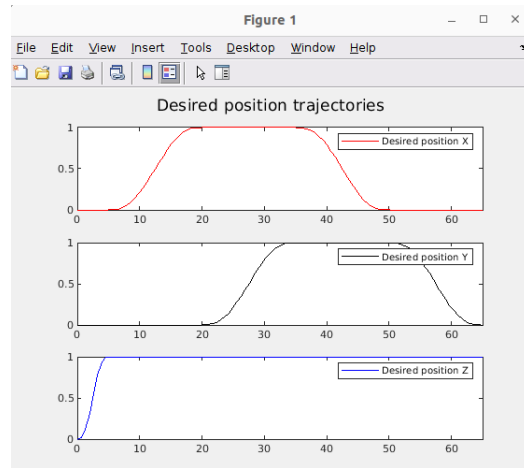 Figure 1
File Edit View Insert Tools Desktop Window Help
Desired position trajectories
1
0.5
0
Desired position X
0 10 20 30 40 50 60
1
0.5
0
Desired position Y
0 10 20 30 40 50 60
1
0.5
0
Desired position Z
0 10 20 30 40 50 60